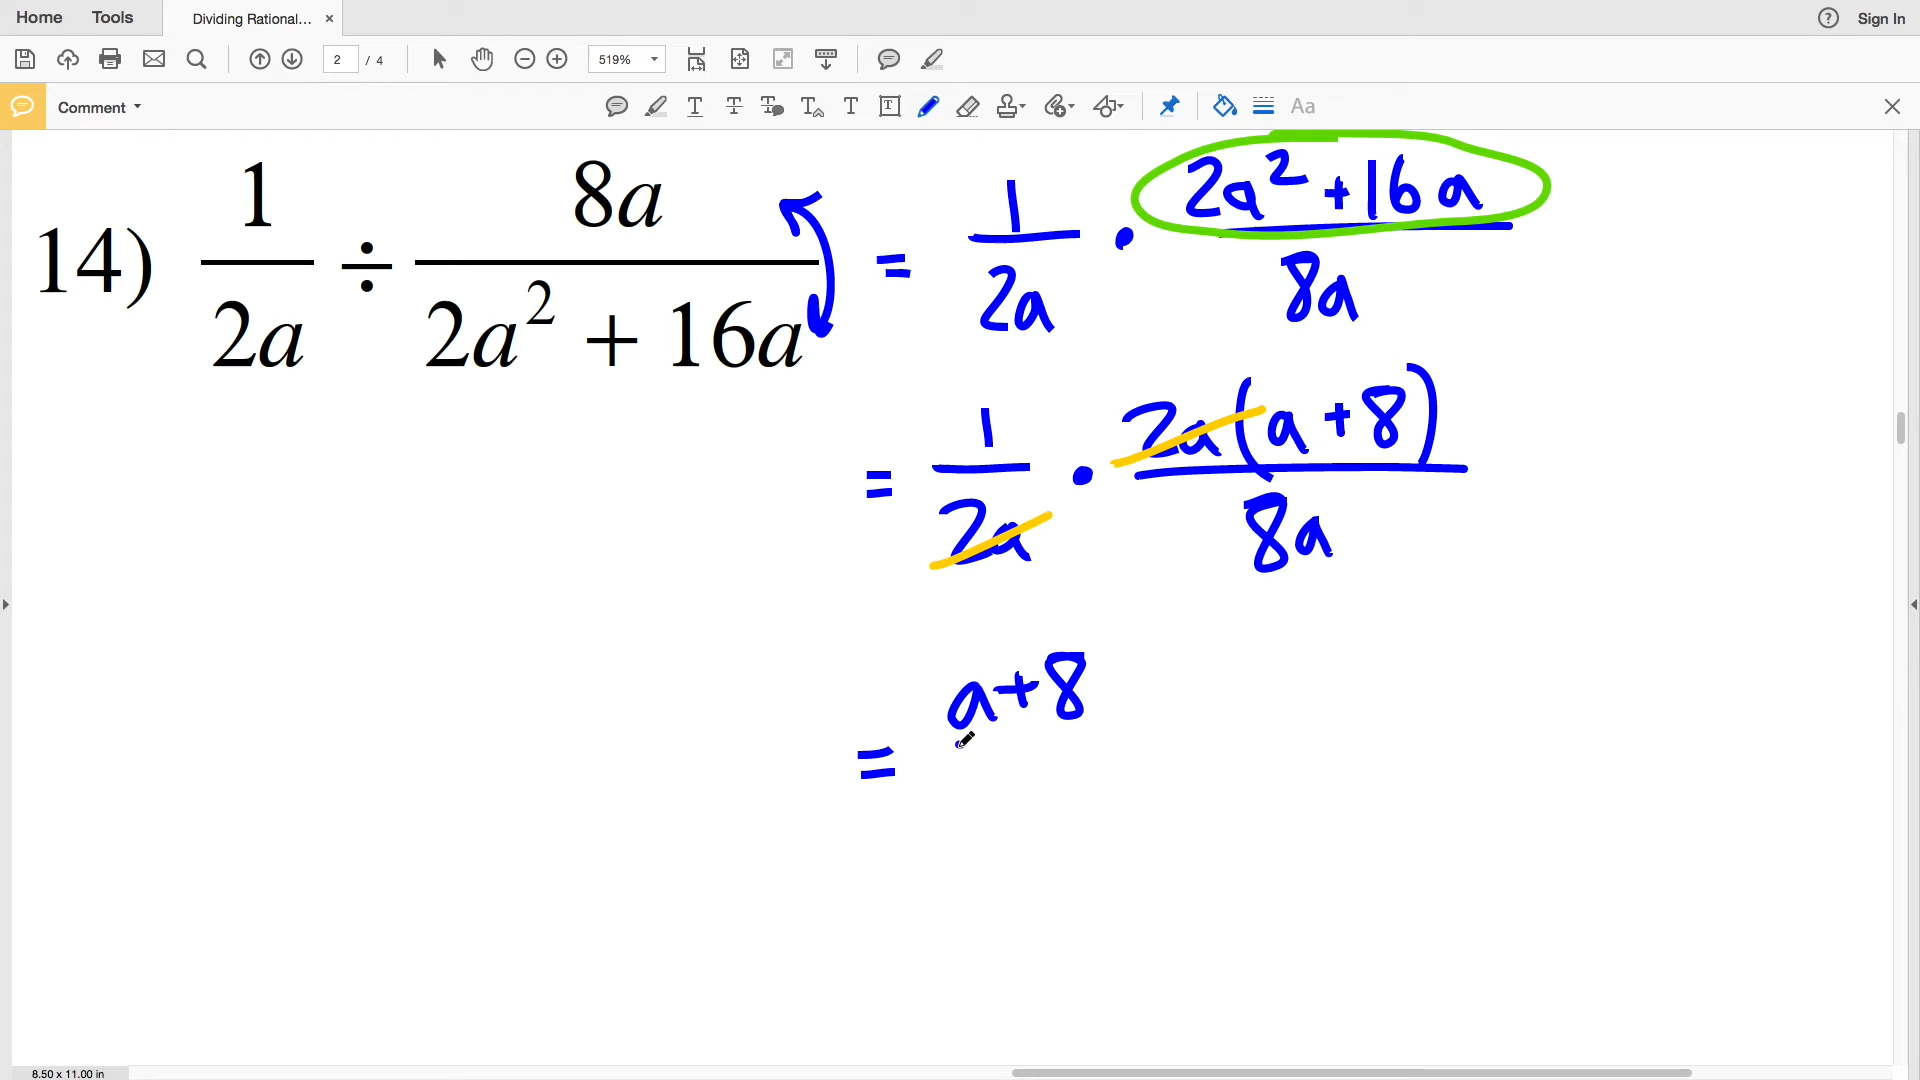 Home Tools Dividing Rational... × ? Sign In
2 / 4 519%
Comment T T T T T T Aa
14) 1/2a ÷ 8a/(2a² + 16a) = 1/2a · (2a² + 16a)/8a
= 1/2a · 2a(a + 8)/8a
= a + 8
8.50 x 11.00 in